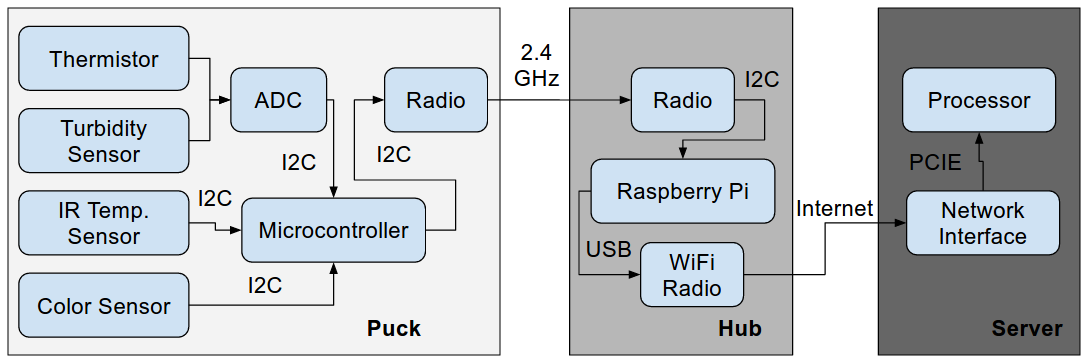 Thermistor
Turbidity
Sensor
IR Temp.
Sensor
Color Sensor
ADC
I2C
I2C
I2C
Microcontroller
Radio
I2C
Puck
2.4
GHz
Radio
I2C
Raspberry Pi
USB
WiFi
Radio
Hub
Internet
Processor
PCIE
Network
Interface
Server